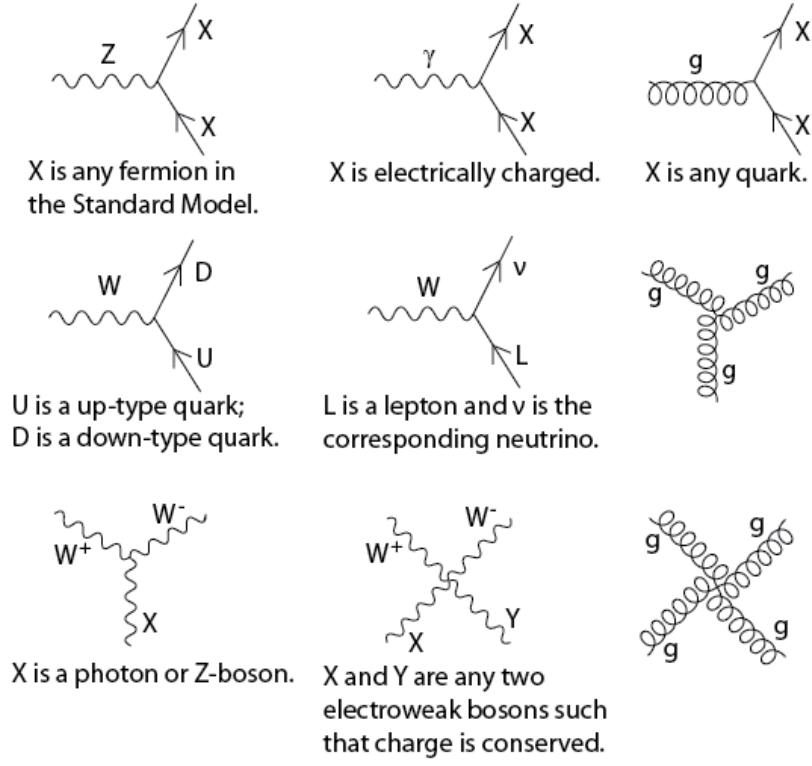 Z
X
X
X is any fermion in
the Standard Model.
γ
X
X
X is electrically charged.
g
X
X
X is any quark.
W
D
U
U is a up-type quark;
D is a down-type quark.
W
ν
L
L is a lepton and ν is the
corresponding neutrino.
g
g
g
W⁺
W⁻
X
X is a photon or Z-boson.
W⁺
W⁻
X
Y
X and Y are any two
electroweak bosons such
that charge is conserved.
g
g
g
g